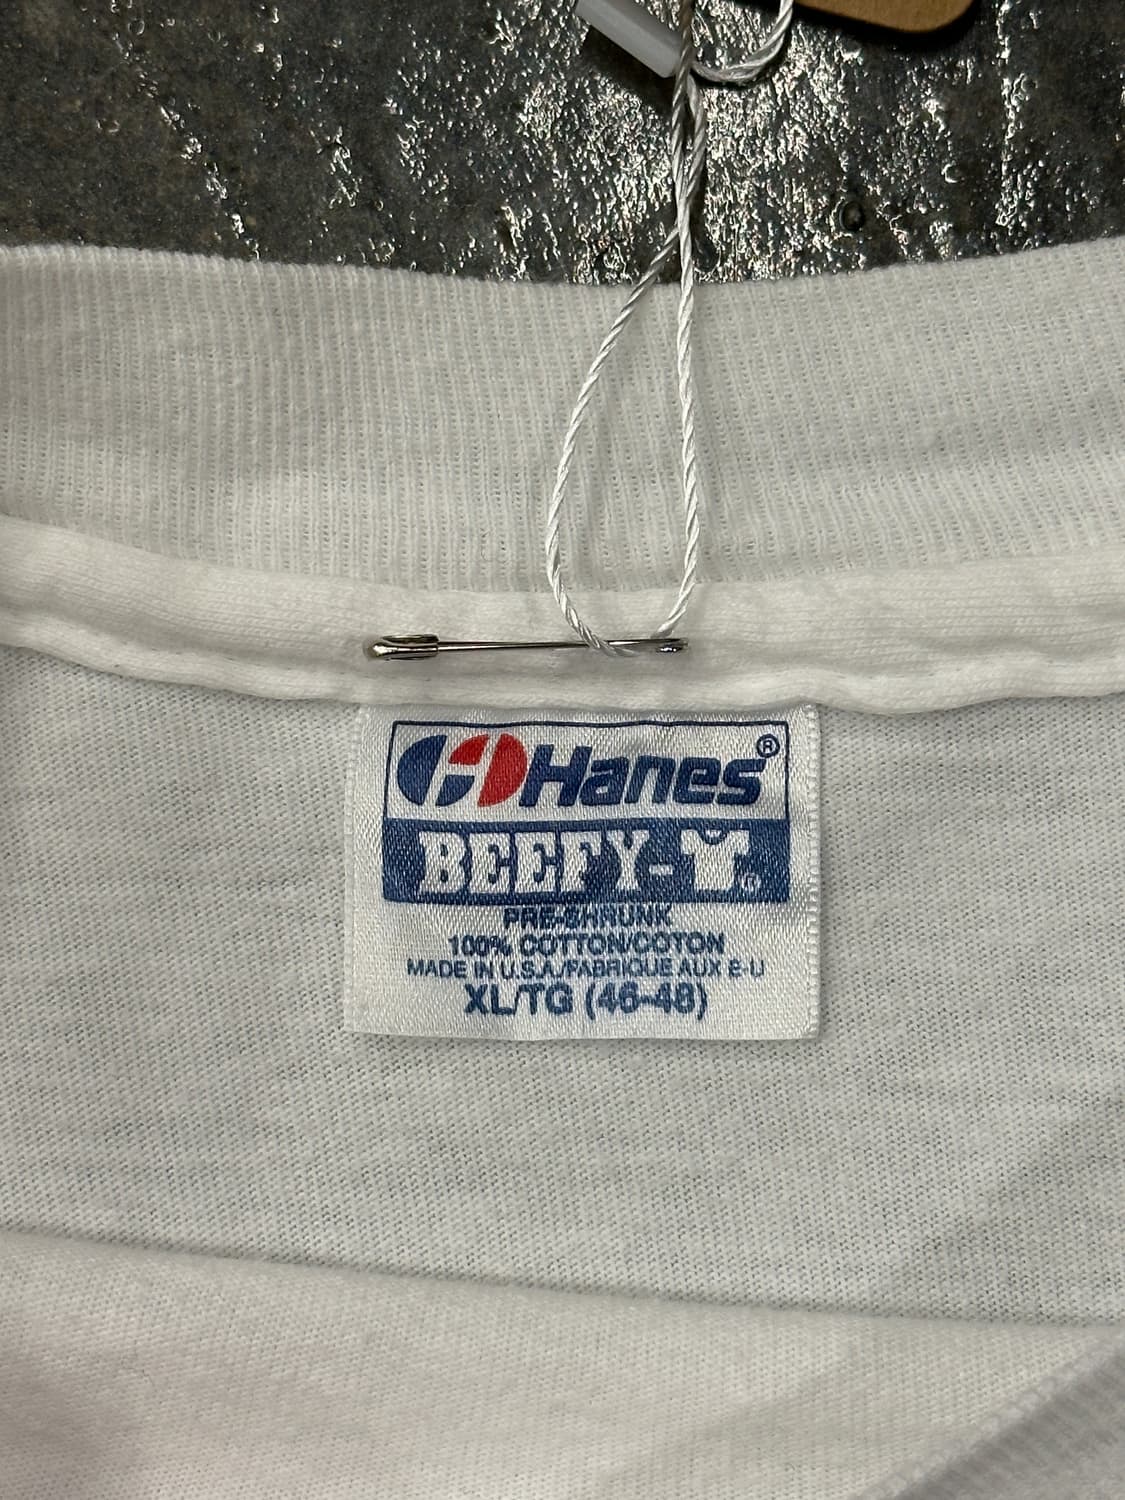 Hanes®
BEEFY-T®
PRE-SHRUNK
100% COTTON/COTON
MADE IN U.S.A./FABRIQUE AUX E-U
XL/TG (46-48)